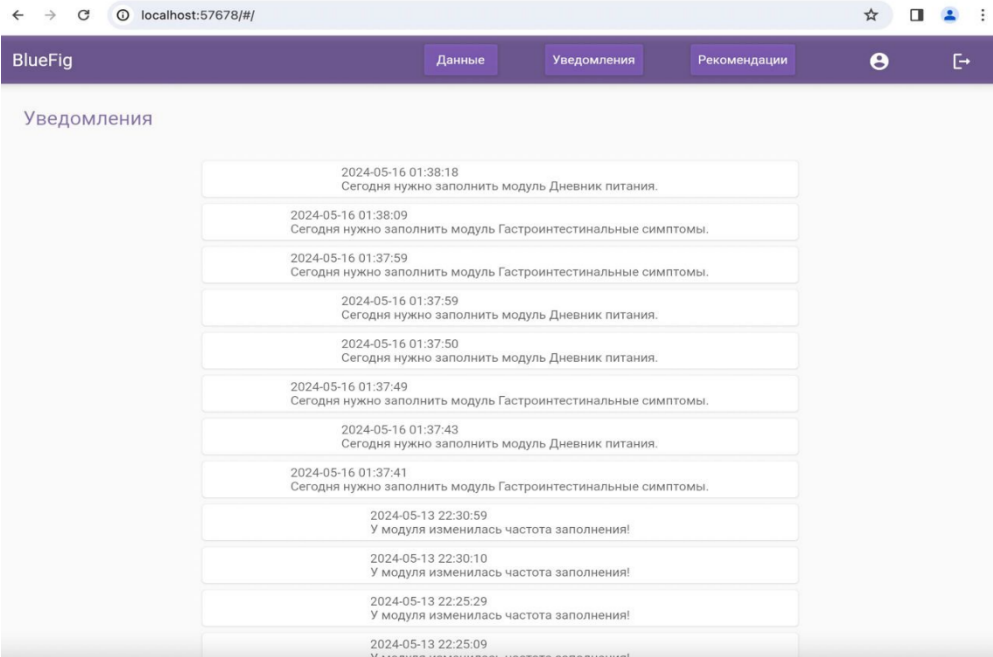 localhost:57678/#/
BlueFig
Данные
Уведомления
Рекомендации
Уведомления
2024-05-16 01:38:18
Сегодня нужно заполнить модуль Дневник питания.
2024-05-16 01:38:09
Сегодня нужно заполнить модуль Гастроинтестинальные симптомы.
2024-05-16 01:37:59
Сегодня нужно заполнить модуль Гастроинтестинальные симптомы.
2024-05-16 01:37:59
Сегодня нужно заполнить модуль Дневник питания.
2024-05-16 01:37:50
Сегодня нужно заполнить модуль Дневник питания.
2024-05-16 01:37:49
Сегодня нужно заполнить модуль Гастроинтестинальные симптомы.
2024-05-16 01:37:43
Сегодня нужно заполнить модуль Дневник питания.
2024-05-16 01:37:41
Сегодня нужно заполнить модуль Гастроинтестинальные симптомы.
2024-05-13 22:30:59
У модуля изменилась частота заполнения!
2024-05-13 22:30:10
У модуля изменилась частота заполнения!
2024-05-13 22:25:29
У модуля изменилась частота заполнения!
2024-05-13 22:25:09
У модуля изменилась частота заполнения!